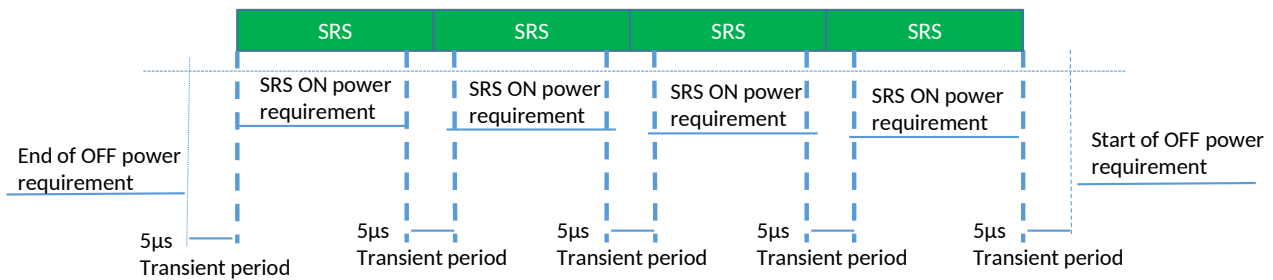 SRS
SRS
SRS
SRS
SRS ON power
requirement
SRS ON power
requirement
SRS ON power
requirement
SRS ON power
requirement
End of OFF power
requirement
Start of OFF power
requirement
5µs
Transient period
5µs
Transient period
5µs
Transient period
5µs
Transient period
5µs
Transient period